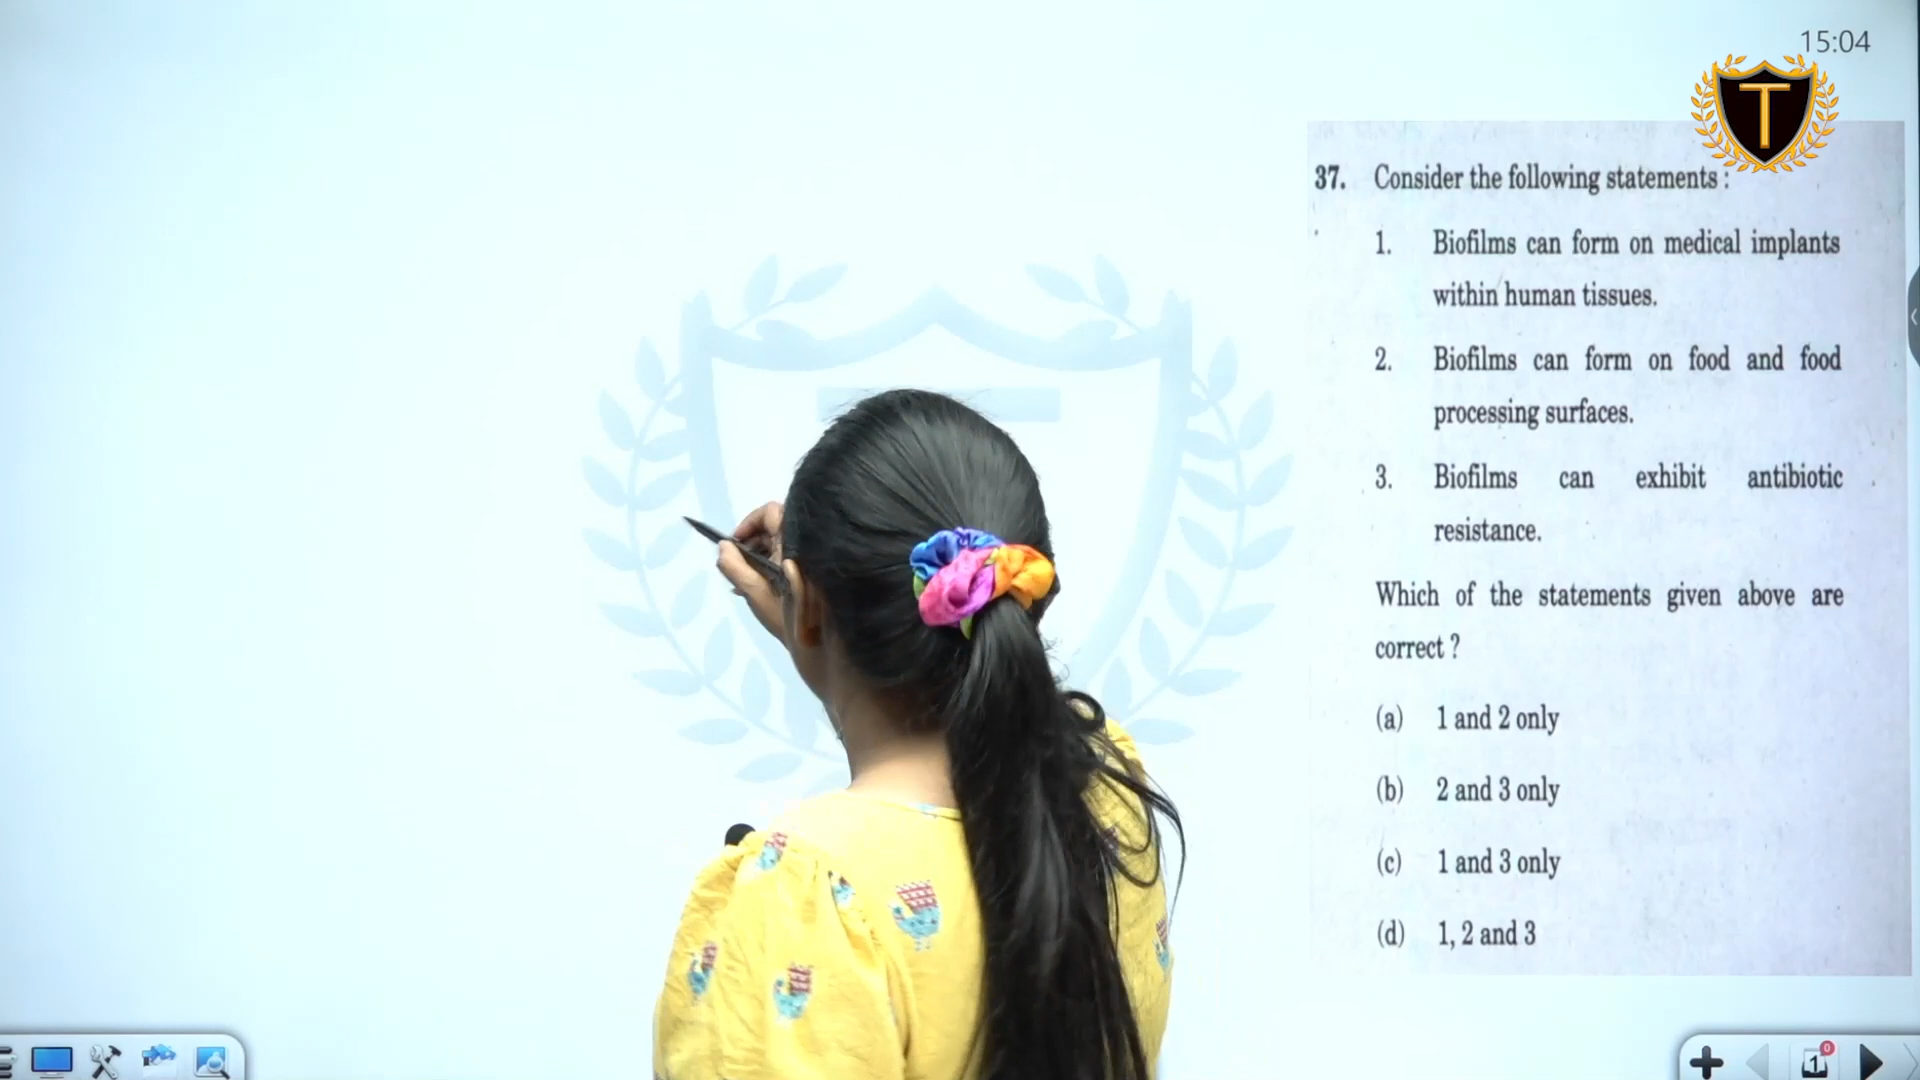 15:04
T
37. Consider the following statements :
1. Biofilms can form on medical implants
within human tissues.
2. Biofilms can form on food and food
processing surfaces.
3. Biofilms can exhibit antibiotic
resistance.
Which of the statements given above are
correct ?
(a) 1 and 2 only
(b) 2 and 3 only
(c) 1 and 3 only
(d) 1, 2 and 3
0
1